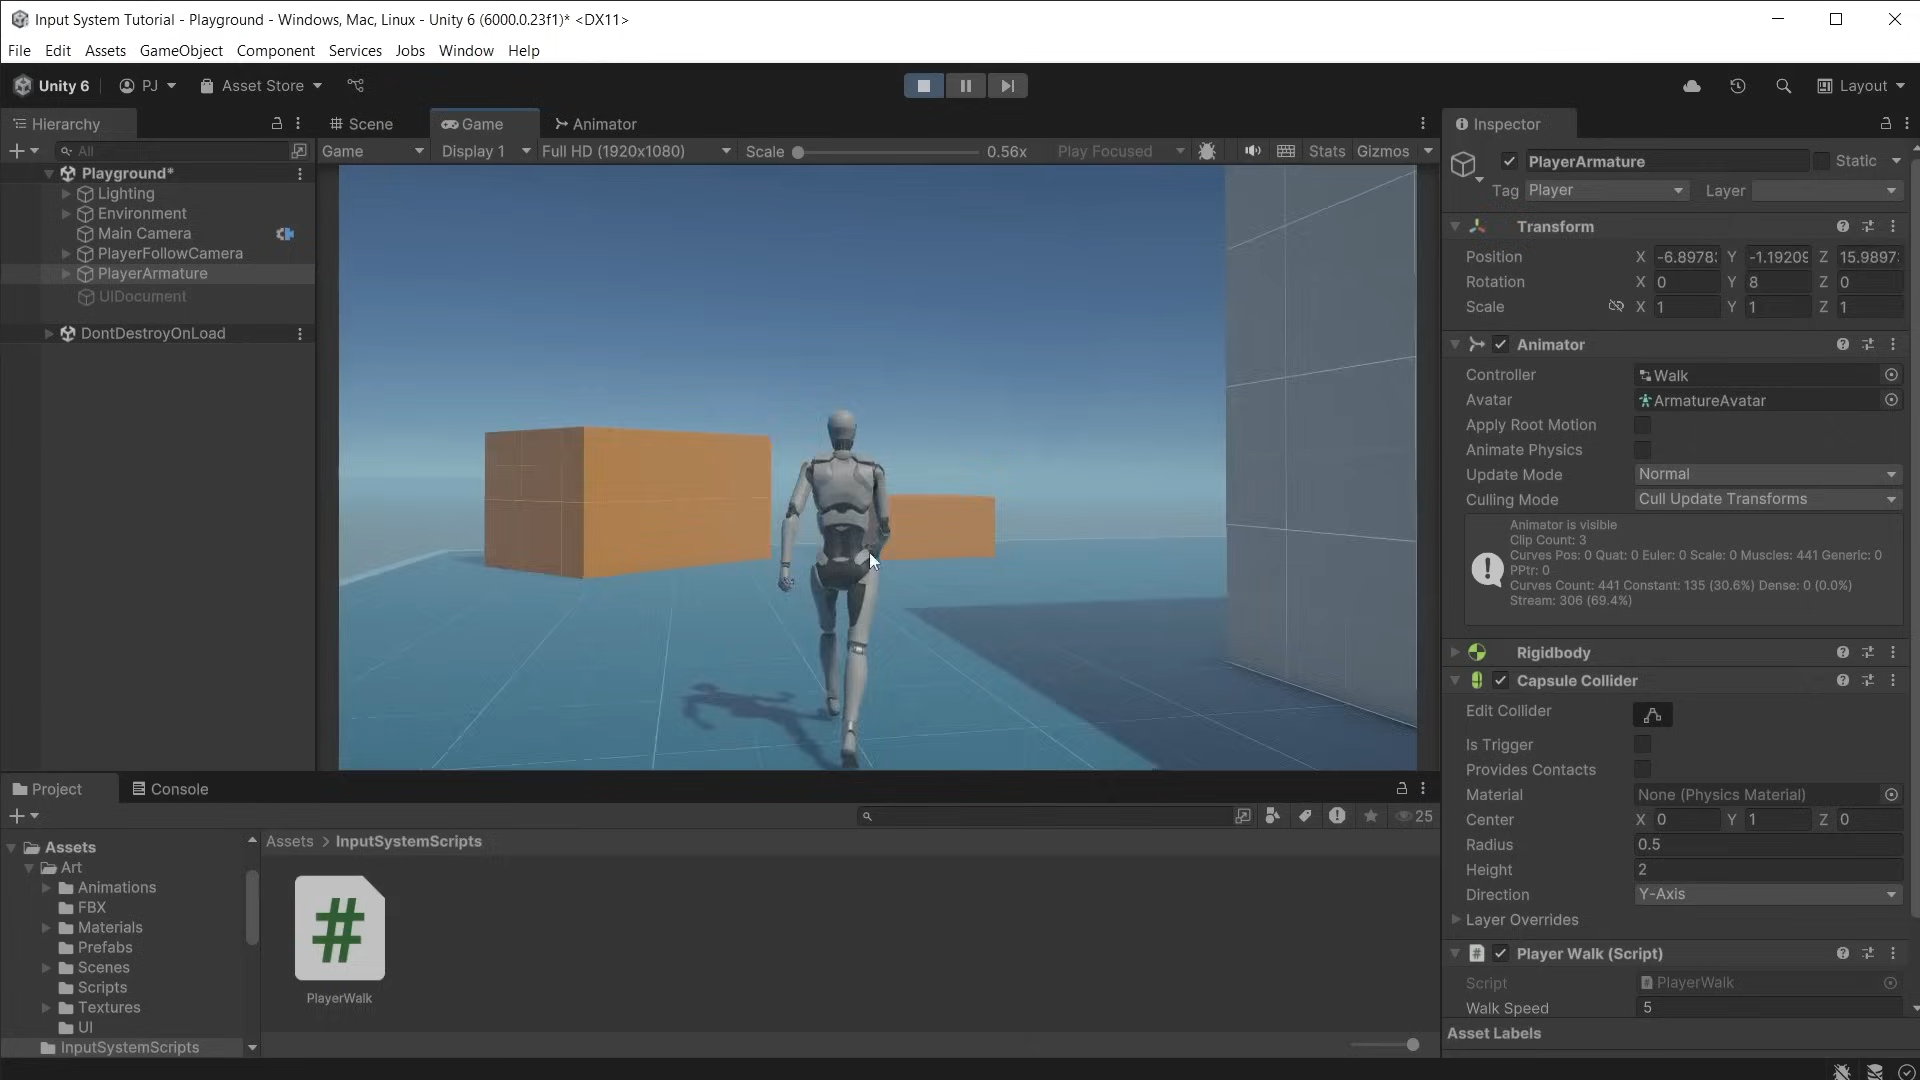 Input System Tutorial - Playground - Windows, Mac, Linux - Unity 6 (6000.0.23f1)* <DX11>
File Edit Assets GameObject Component Services Jobs Window Help
Unity 6 PJ Asset Store Layout
Hierarchy
All
Playground*
Lighting
Environment
Main Camera
PlayerFollowCamera
PlayerArmature
UIDocument
DontDestroyOnLoad
Scene Game Animator
Game Display 1 Full HD (1920x1080) Scale 0.56x Play Focused Stats Gizmos
Inspector
PlayerArmature Static
Tag Player Layer
Transform
Position X -6.8978 Y -1.1920 Z 15.9897
Rotation X 0 Y 8 Z 0
Scale X 1 Y 1 Z 1
Animator
Controller Walk
Avatar ArmatureAvatar
Apply Root Motion
Animate Physics
Update Mode Normal
Culling Mode Cull Update Transforms
Animator is visible
Clip Count: 3
Curves Pos: 0 Quat: 0 Euler: 0 Scale: 0 Muscles: 441 Generic: 0
PPtr: 0
Curves Count: 441 Constant: 135 (30.6%) Dense: 0 (0.0%)
Stream: 306 (69.4%)
Rigidbody
Capsule Collider
Edit Collider
Is Trigger
Provides Contacts
Material None (Physics Material)
Center X 0 Y 1 Z 0
Radius 0.5
Height 2
Direction Y-Axis
Layer Overrides
# Player Walk (Script)
Script PlayerWalk
Walk Speed 5
Asset Labels
Project Console
25
Assets
Art
Animations
FBX
Materials
Prefabs
Scenes
Scripts
Textures
UI
InputSystemScripts
Assets > InputSystemScripts
#
PlayerWalk